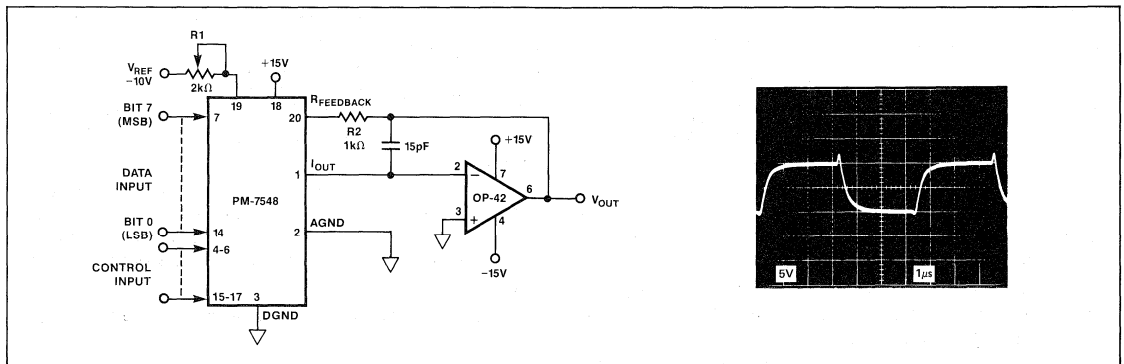 R1
VREF
−10V
2kΩ
+15V
19
18
BIT 7
(MSB)
7
RFEEDBACK
20
R2
1kΩ
15pF
DATA
INPUT
PM-7548
IOUT
1
+15V
2
−
7
OP-42
6
VOUT
3
+
4
−15V
BIT 0
(LSB)
14
4-6
AGND
2
CONTROL
INPUT
15-17
3
DGND
5V
1µs